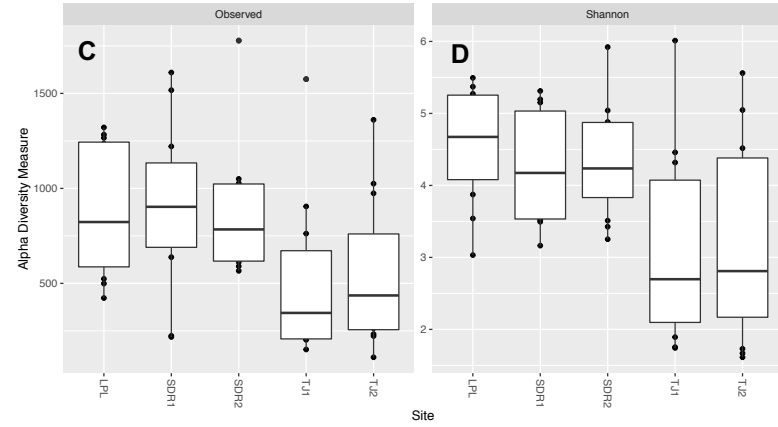 Observed
Shannon
C
D
Alpha Diversity Measure
1500
1000
500
6
5
4
3
2
LPL
SDR1
SDR2
TJ1
TJ2
LPL
SDR1
SDR2
TJ1
TJ2
Site